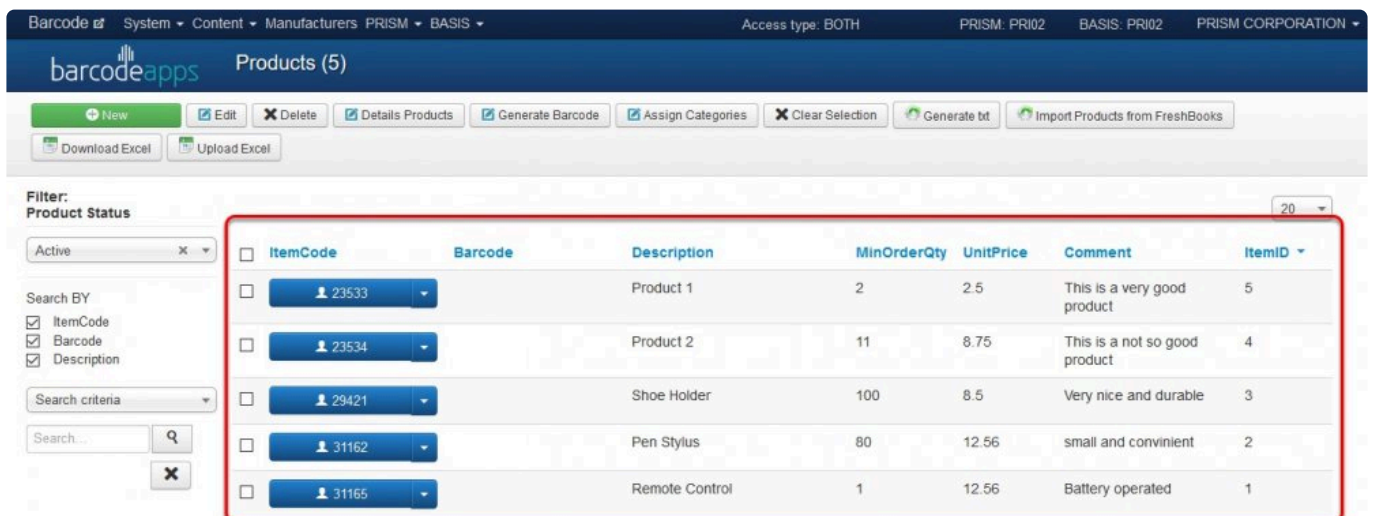 Barcode System Content Manufacturers PRISM BASIS Access type: BOTH PRISM: PRI02 BASIS: PRI02 PRISM CORPORATION
barcodeapps Products (5)
New Edit Delete Details Products Generate Barcode Assign Categories Clear Selection Generate txt Import Products from FreshBooks
Download Excel Upload Excel
Filter:
Product Status
20
Active
ItemCode Barcode Description MinOrderQty UnitPrice Comment ItemID
23533 Product 1 2 2.5 This is a very good product 5
Search BY
ItemCode
Barcode
Description
23534 Product 2 11 8.75 This is a not so good product 4
Search criteria
29421 Shoe Holder 100 8.5 Very nice and durable 3
Search...
31162 Pen Stylus 80 12.56 small and convinient 2
31165 Remote Control 1 12.56 Battery operated 1